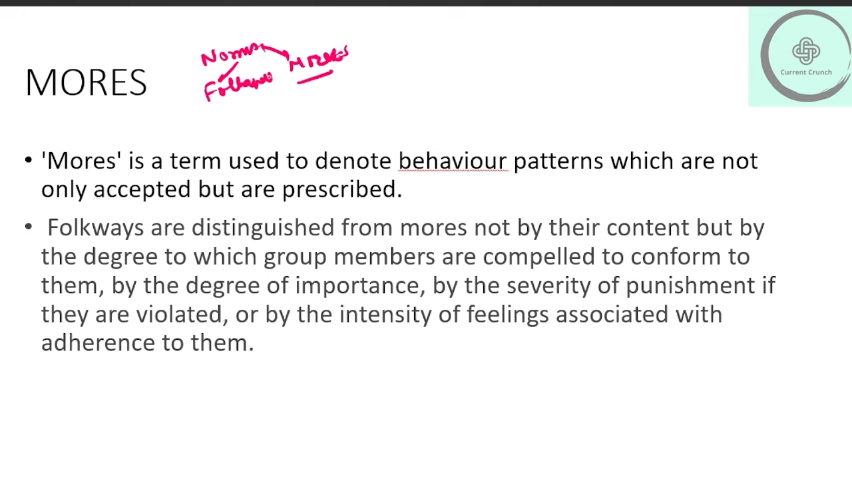 Norms
MORES
Folkways
MORES
Current Crunch
• 'Mores' is a term used to denote behaviour patterns which are not
only accepted but are prescribed.
• Folkways are distinguished from mores not by their content but by
the degree to which group members are compelled to conform to
them, by the degree of importance, by the severity of punishment if
they are violated, or by the intensity of feelings associated with
adherence to them.